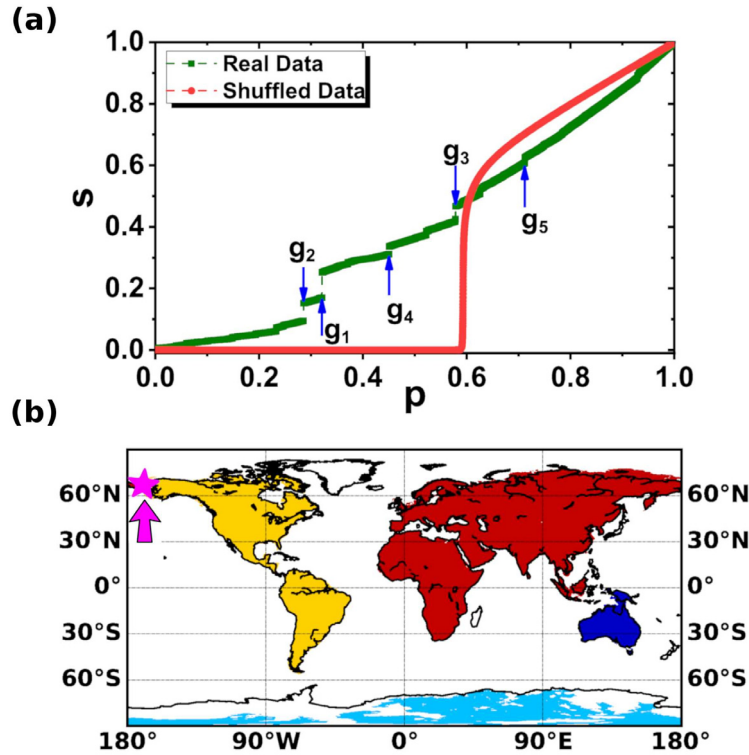 (a)
1.0
0.8
0.6
0.4
0.2
0.0
s
Real Data
Shuffled Data
g3
g2
g5
g1
g4
0.0 0.2 0.4 0.6 0.8 1.0
p
(b)
60°N 60°N
30°N 30°N
0° 0°
30°S 30°S
60°S 60°S
180° 90°W 0° 90°E 180°